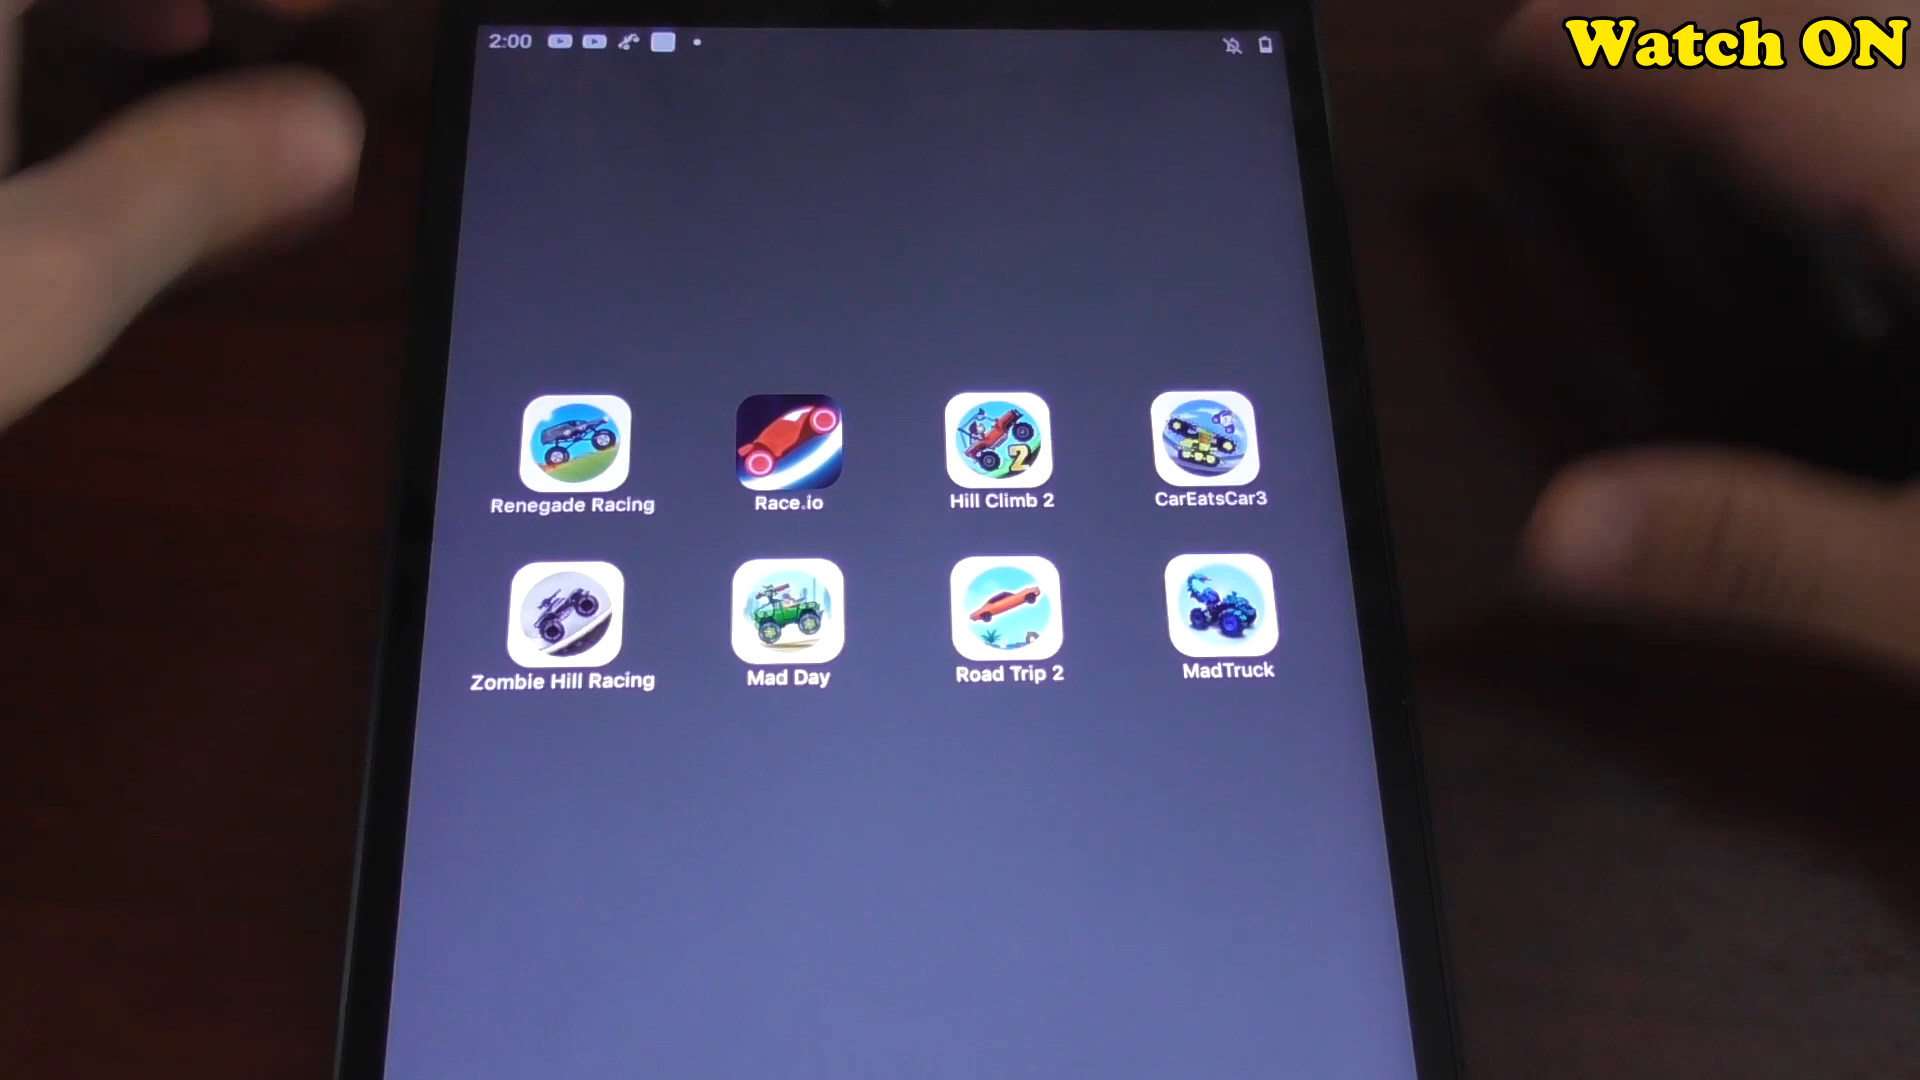 Watch ON
2:00
Renegade Racing
Race.io
Hill Climb 2
CarEatsCar3
2
Zombie Hill Racing
Mad Day
Road Trip 2
MadTruck